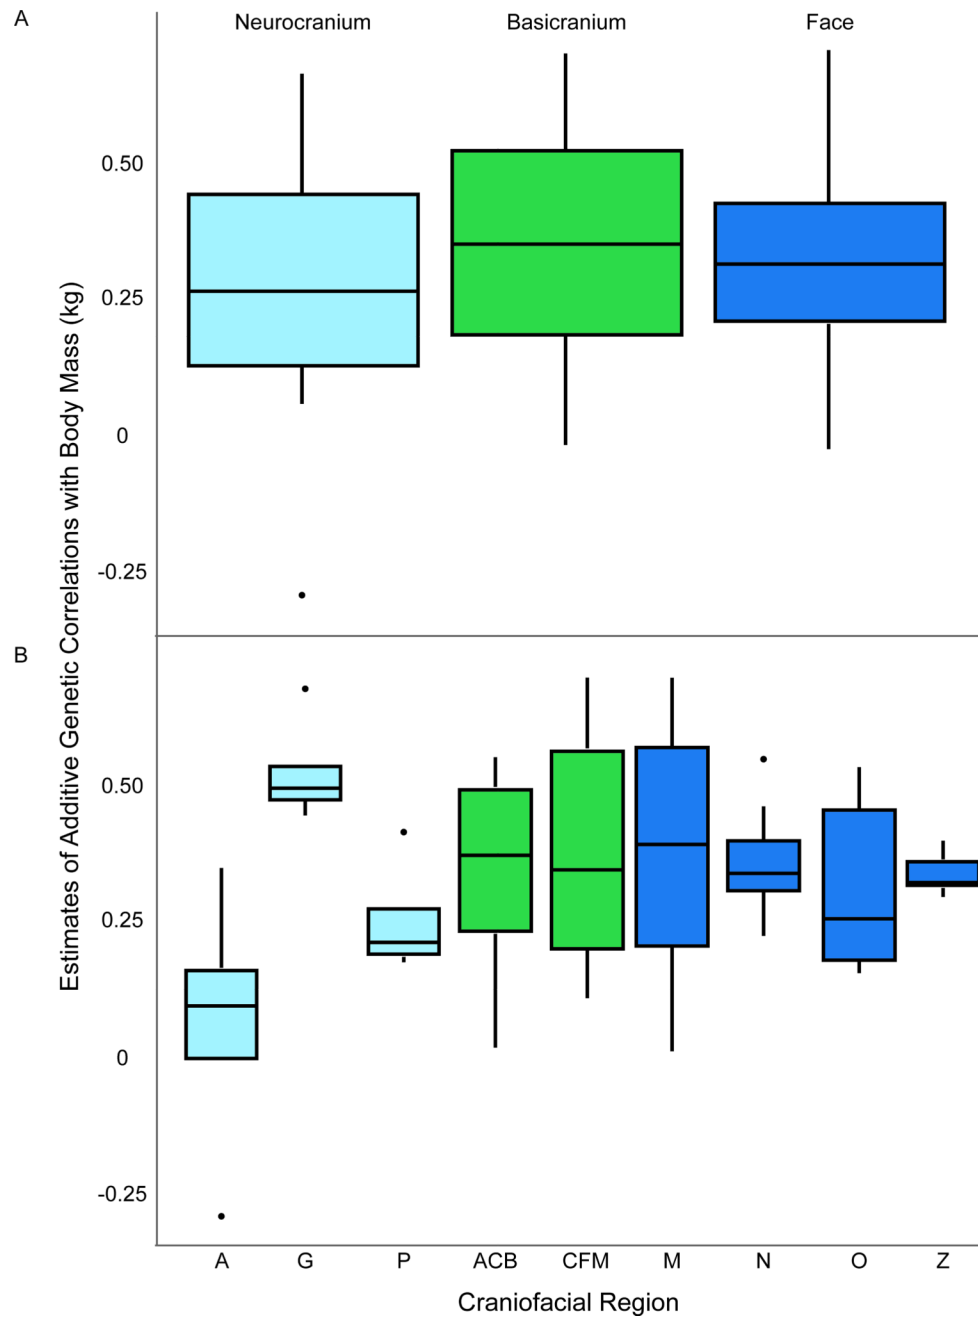 A
Neurocranium Basicranium Face
0.50
0.25
0
-0.25
Estimates of Additive Genetic Correlations with Body Mass (kg)
B
0.50
0.25
0
-0.25
A G P ACB CFM M N O Z
Craniofacial Region